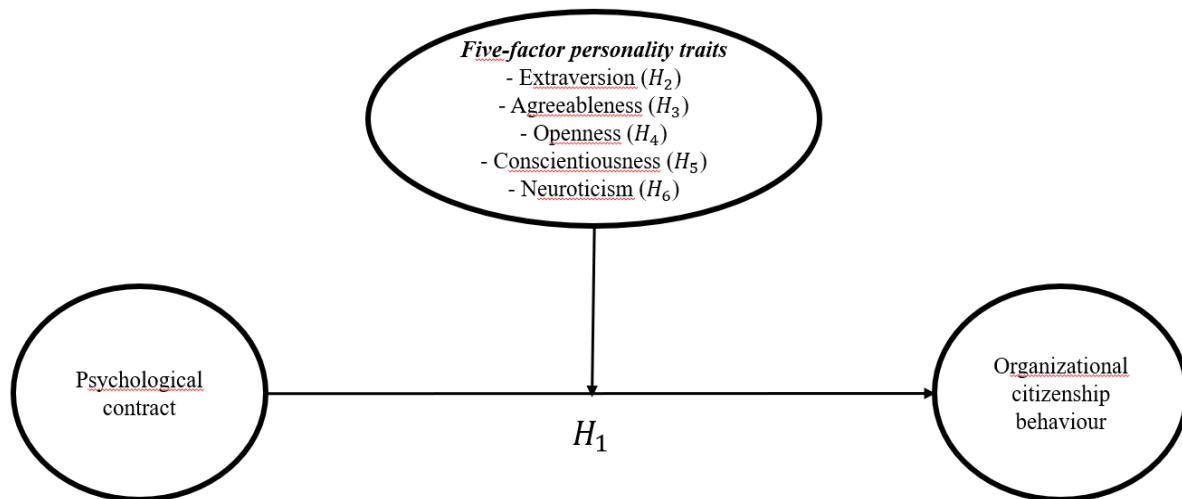 Five-factor personality traits
- Extraversion (H₂)
- Agreeableness (H₃)
- Openness (H₄)
- Conscientiousness (H₅)
- Neuroticism (H₆)
Psychological
contract
H₁
Organizational
citizenship
behaviour